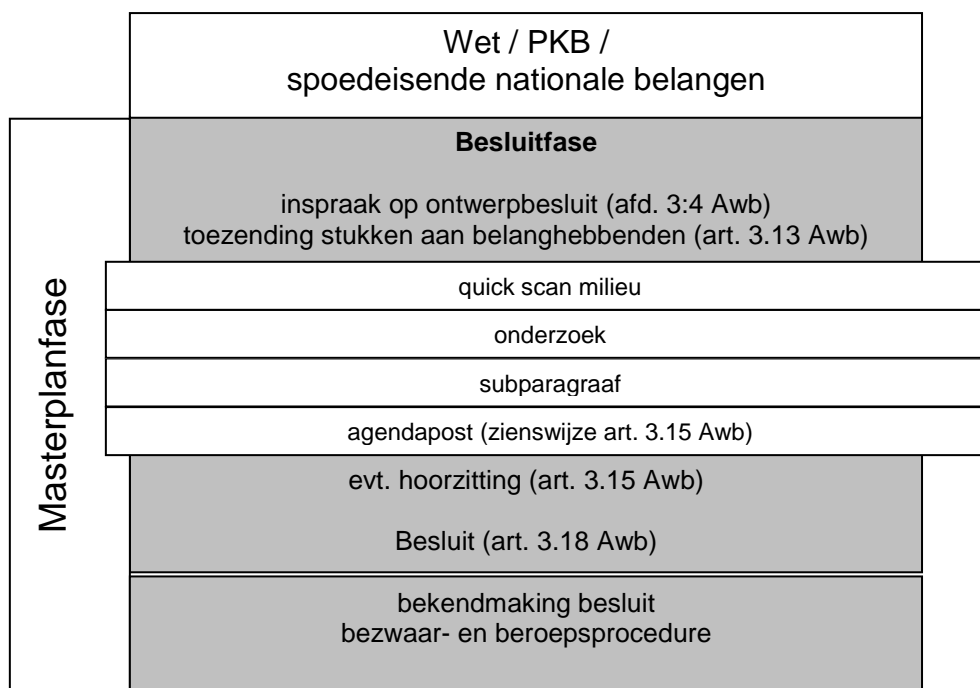 Wet / PKB /
spoedeisende nationale belangen
Masterplanfase
Besluitfase
inspraak op ontwerpbesluit (afd. 3:4 Awb)
toezending stukken aan belanghebbenden (art. 3.13 Awb)
quick scan milieu
onderzoek
subparagraaf
agendapost (zienswijze art. 3.15 Awb)
evt. hoorzitting (art. 3.15 Awb)
Besluit (art. 3.18 Awb)
bekendmaking besluit
bezwaar- en beroepsprocedure